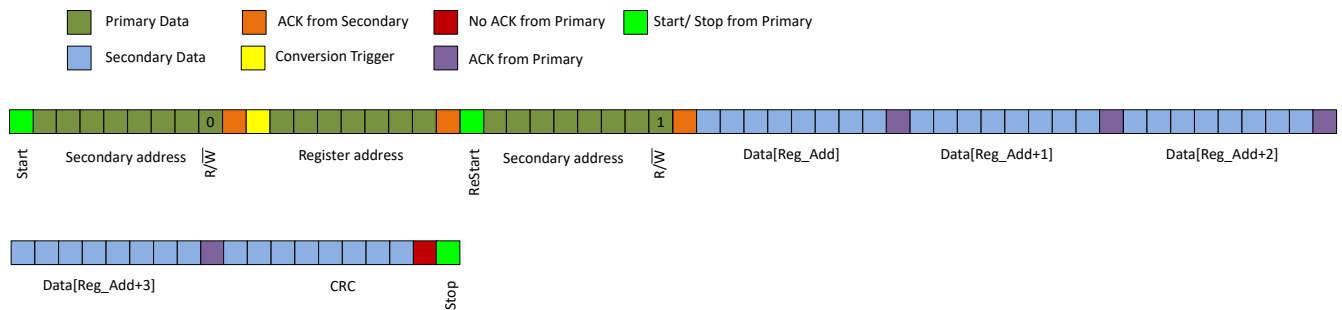 Primary Data
ACK from Secondary
No ACK from Primary
Start/ Stop from Primary
Secondary Data
Conversion Trigger
ACK from Primary
0
1
Start
Secondary address
R/W
Register address
ReStart
Secondary address
R/W
Data[Reg_Add]
Data[Reg_Add+1]
Data[Reg_Add+2]
Data[Reg_Add+3]
CRC
Stop